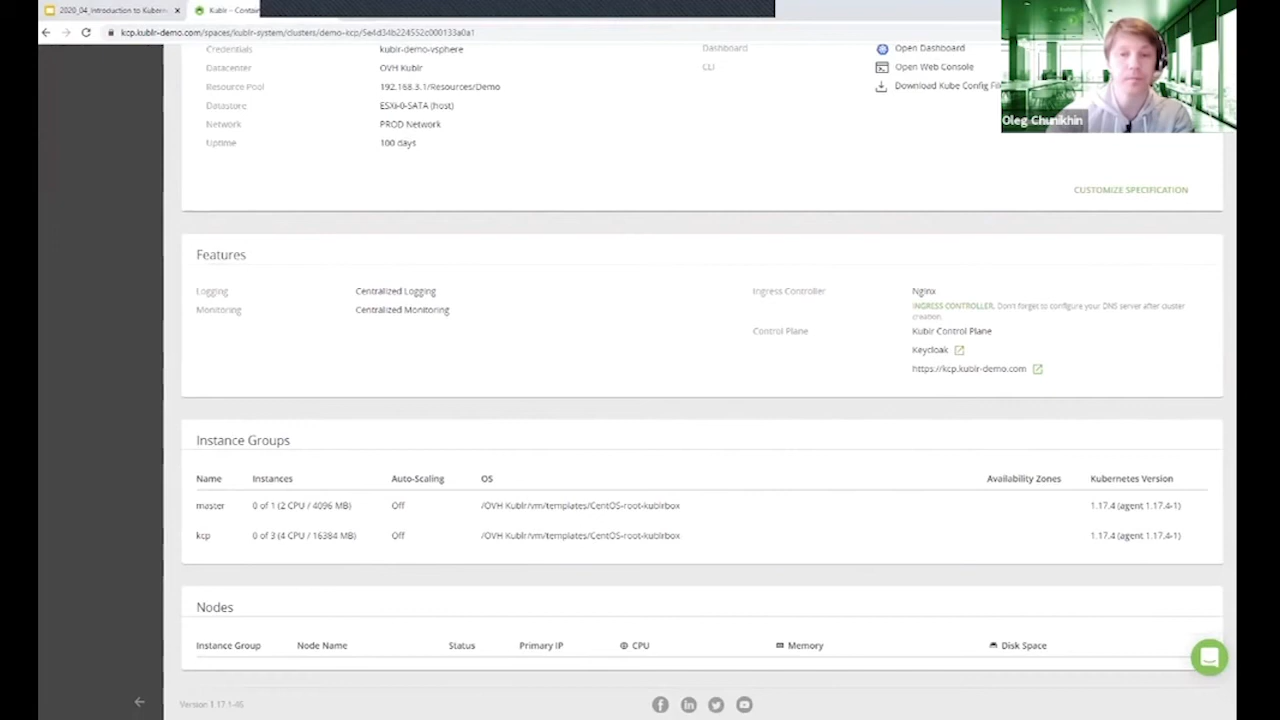 2020_04_Introduction to Kubern
Kublr – Contain
kcp.kublr-demo.com/spaces/kublr-system/clusters/demo-kcp/5e4d34b224552c000133a0a1
Credentials kublr-demo-vsphere Dashboard Open Dashboard
Datacenter OVH Kublr CLI Open Web Console
Resource Pool 192.168.3.1/Resources/Demo Download Kube Config Fi
Datastore ESXi-0-SATA (host)
Network PROD Network
Uptime 100 days
Oleg Chunikhin
CUSTOMIZE SPECIFICATION
Features
Logging Centralized Logging Ingress Controller Nginx
Monitoring Centralized Monitoring INGRESS CONTROLLER. Don't forget to configure your DNS server after cluster
creation.
Control Plane Kublr Control Plane
Keycloak
https://kcp.kublr-demo.com
Instance Groups
Name Instances Auto-Scaling OS Availability Zones Kubernetes Version
master 0 of 1 (2 CPU / 4096 MB) Off /OVH Kublr/vm/templates/CentOS-root-kublrbox 1.17.4 (agent 1.17.4-1)
kcp 0 of 3 (4 CPU / 16384 MB) Off /OVH Kublr/vm/templates/CentOS-root-kublrbox 1.17.4 (agent 1.17.4-1)
Nodes
Instance Group Node Name Status Primary IP CPU Memory Disk Space
Version 1.17.1-45